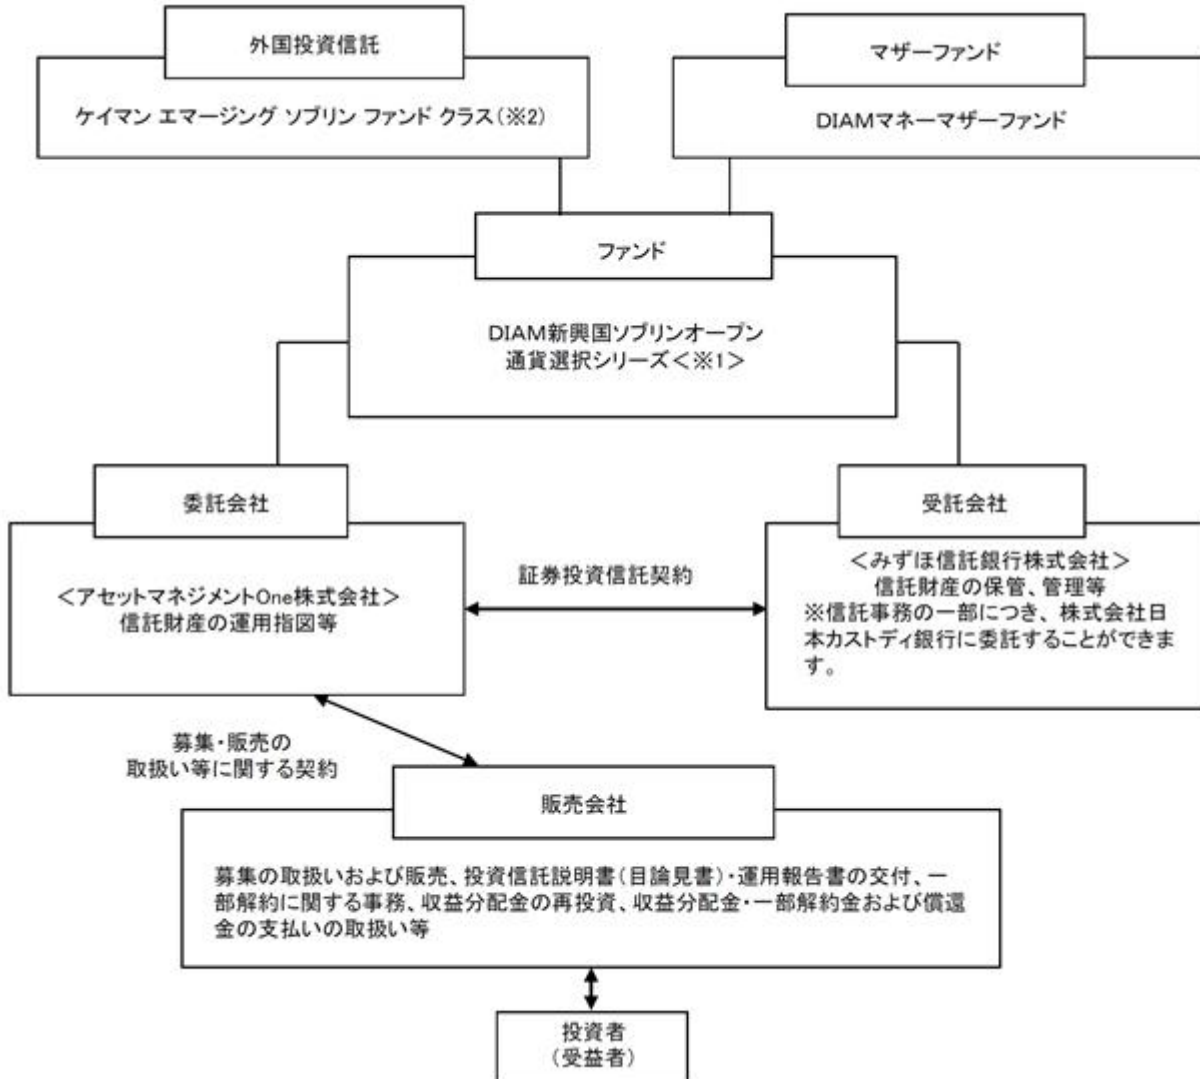 外国投資信託
ケイマン エマージング ソブリン ファンド クラス(※2)
マザーファンド
DIAMマネーマザーファンド
ファンド
DIAM新興国ソブリンオープン
通貨選択シリーズ<※1>
委託会社
<アセットマネジメントOne株式会社>
信託財産の運用指図等
証券投資信託契約
受託会社
<みずほ信託銀行株式会社>
信託財産の保管、管理等
※信託事務の一部につき、株式会社日
本カストディ銀行に委託することができま
す。
募集・販売の
取扱い等に関する契約
販売会社
募集の取扱いおよび販売、投資信託説明書(目論見書)・運用報告書の交付、一
部解約に関する事務、収益分配金の再投資、収益分配金・一部解約金および償還
金の支払いの取扱い等
投資者
(受益者)